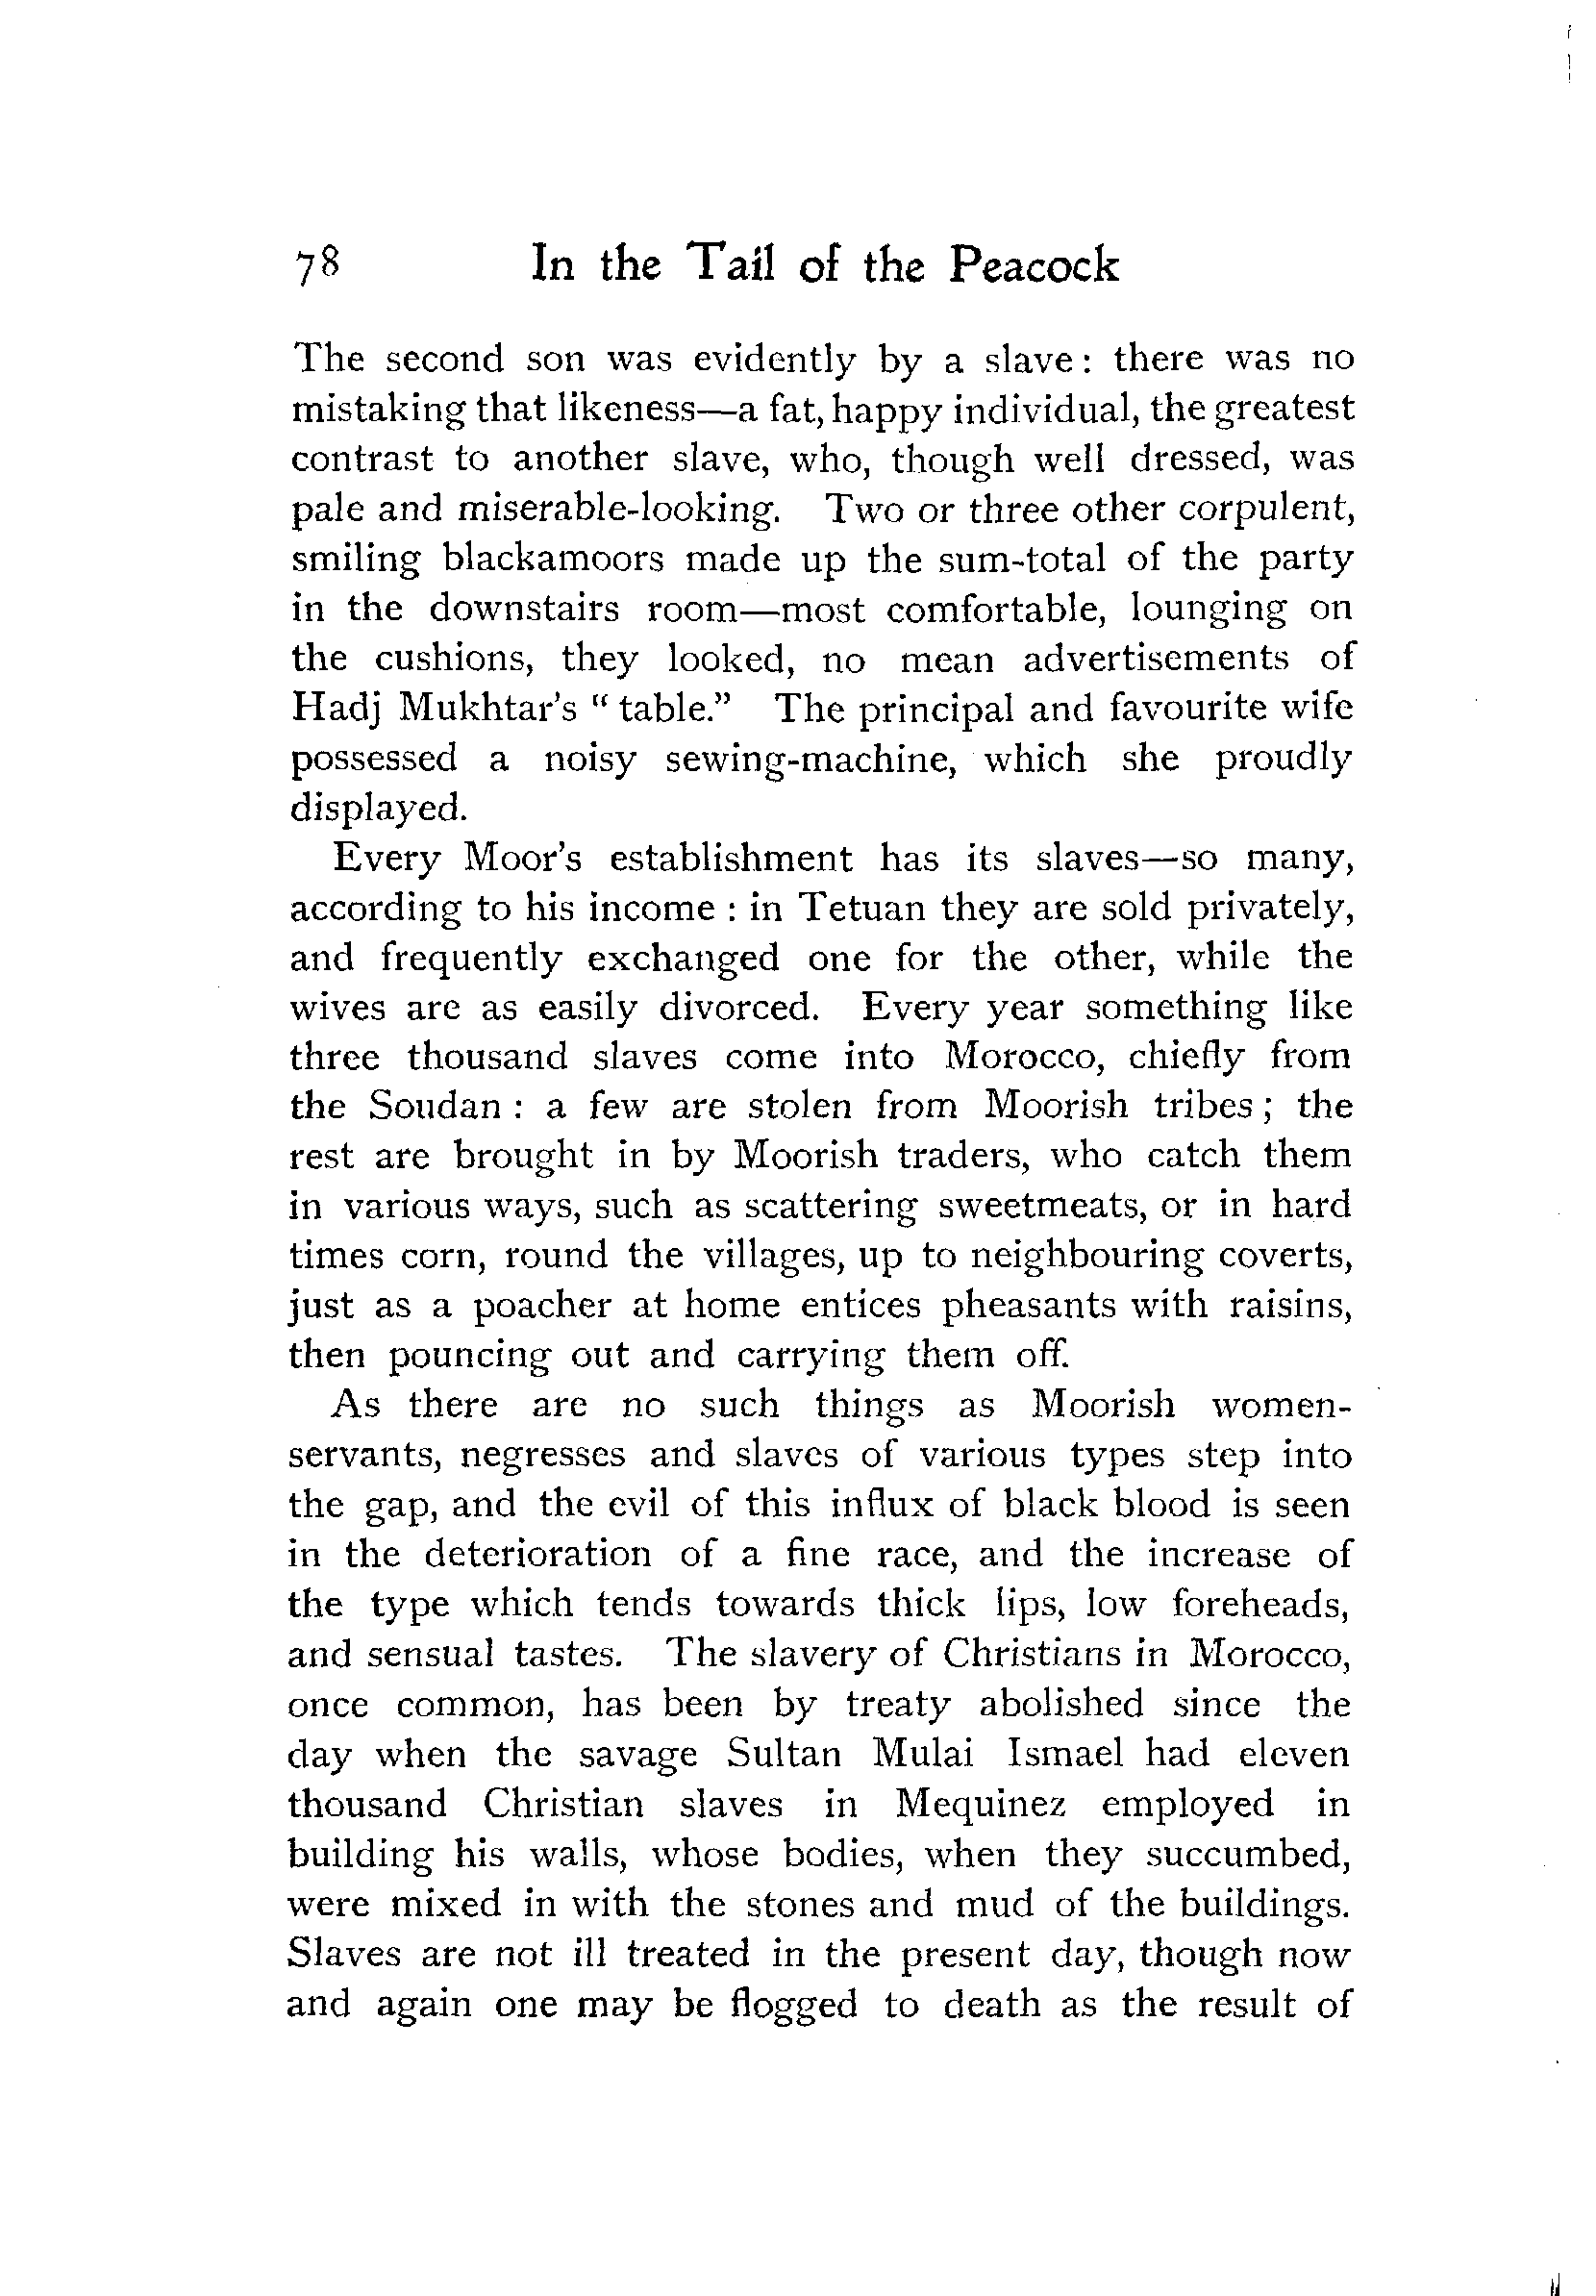 78 In the Tail of the Peacock
The second son was evidently by a slave: there was no
mistaking that likeness—a fat, happy individual, the greatest
contrast to another slave, who, though well dressed, was
pale and miserable-looking. Two or three other corpulent,
smiling blackamoors made up the sum-total of the party
in the downstairs room—most comfortable, lounging on
the cushions, they looked, no mean advertisements of
Hadj Mukhtar's “table.” The principal and favourite wife
possessed a noisy sewing-machine, which she proudly
displayed.
Every Moor's establishment has its slaves—so many,
according to his income : in Tetuan they are sold privately,
and frequently exchanged one for the other, while the
wives are as easily divorced. Every year something like
three thousand slaves come into Morocco, chiefly from
the Soudan : a few are stolen from Moorish tribes; the
rest are brought in by Moorish traders, who catch them
in various ways, such as scattering sweetmeats, or in hard
times corn, round the villages, up to neighbouring coverts,
just as a poacher at home entices pheasants with raisins,
then pouncing out and carrying them off.
As there are no such things as Moorish women-
servants, negresses and slaves of various types step into
the gap, and the evil of this influx of black blood is seen
in the deterioration of a fine race, and the increase of
the type which tends towards thick lips, low foreheads,
and sensual tastes. The slavery of Christians in Morocco,
once common, has been by treaty abolished since the
day when the savage Sultan Mulai Ismael had eleven
thousand Christian slaves in Mequinez employed in
building his walls, whose bodies, when they succumbed,
were mixed in with the stones and mud of the buildings.
Slaves are not ill treated in the present day, though now
and again one may be flogged to death as the result of